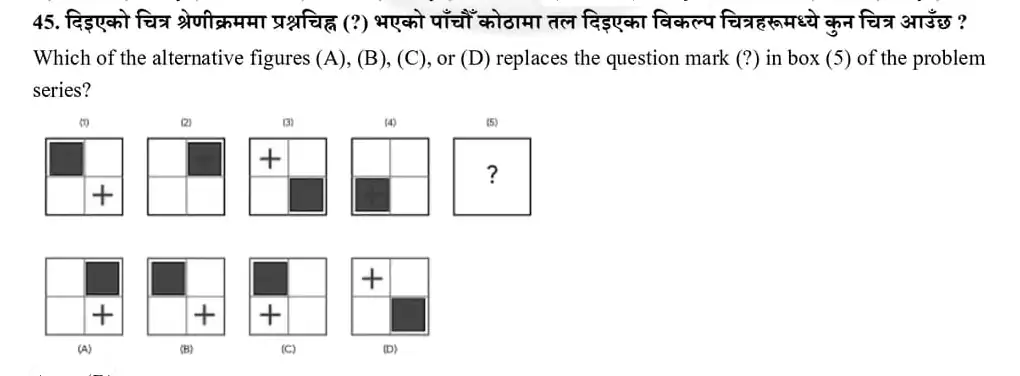 45. दिइएको चित्र श्रेणीक्रममा प्रश्नचिह्न (?) भएको पाँचौँ कोठामा तल दिइएका विकल्प चित्रहरूमध्ये कुन चित्र आउँछ ?
Which of the alternative figures (A), (B), (C), or (D) replaces the question mark (?) in box (5) of the problem
series?
(1) (2) (3) (4) (5)
?
(A) (B) (C) (D)